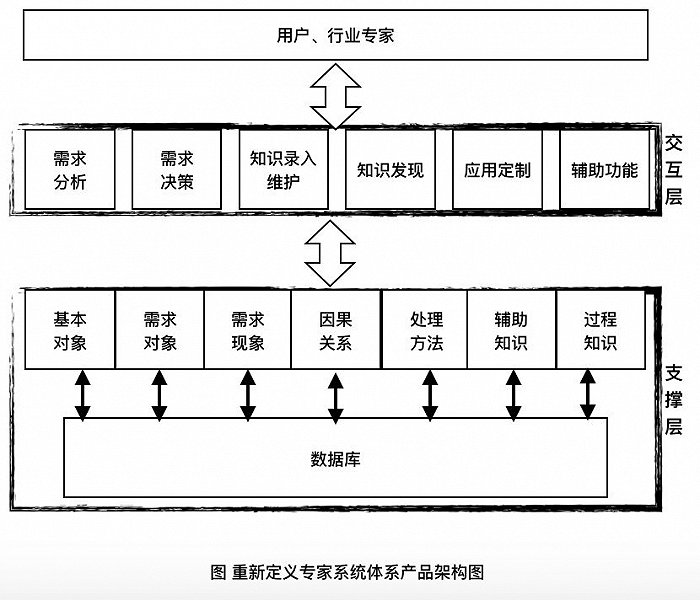 用户、行业专家
需求
分析
需求
决策
知识录入
维护
知识发现
应用定制
辅助功能
交
互
层
基本
对象
需求
对象
需求
现象
因果
关系
处理
方法
辅助
知识
过程
知识
数据库
支
撑
层
图 重新定义专家系统体系产品架构图